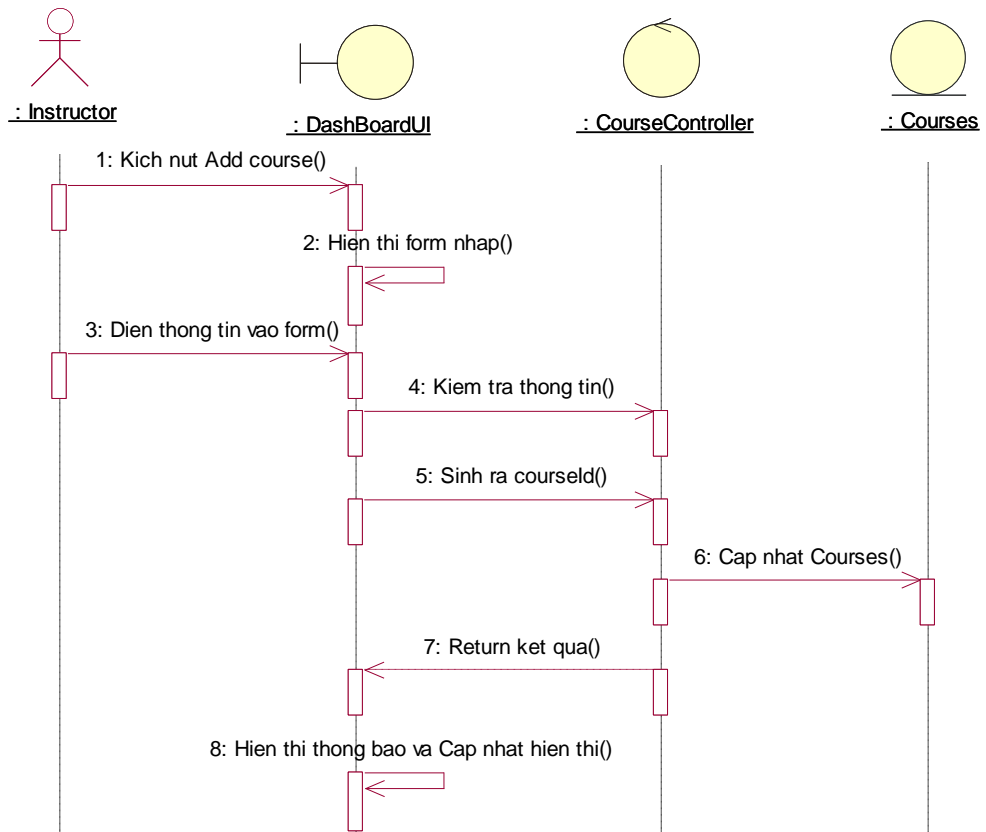 : Instructor
: DashBoardUI
: CourseController
: Courses
1: Kich nut Add course()
2: Hien thi form nhap()
3: Dien thong tin vao form()
4: Kiem tra thong tin()
5: Sinh ra courseId()
6: Cap nhat Courses()
7: Return ket qua()
8: Hien thi thong bao va Cap nhat hien thi()